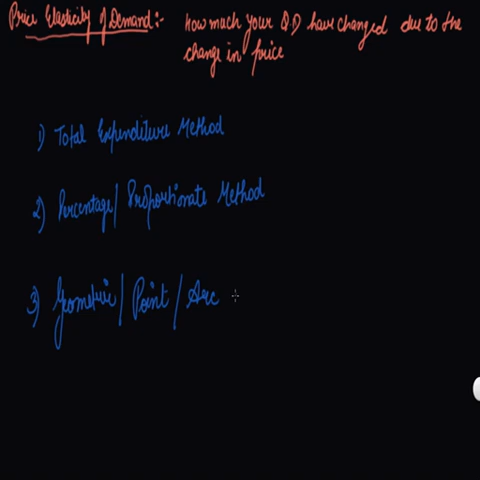 Price Elasticity of Demand:- How much your Q.D have changed due to the
change in price
1) Total Expenditure Method
2) Percentage/Proportionate Method
3) Geometric/Point/Arc